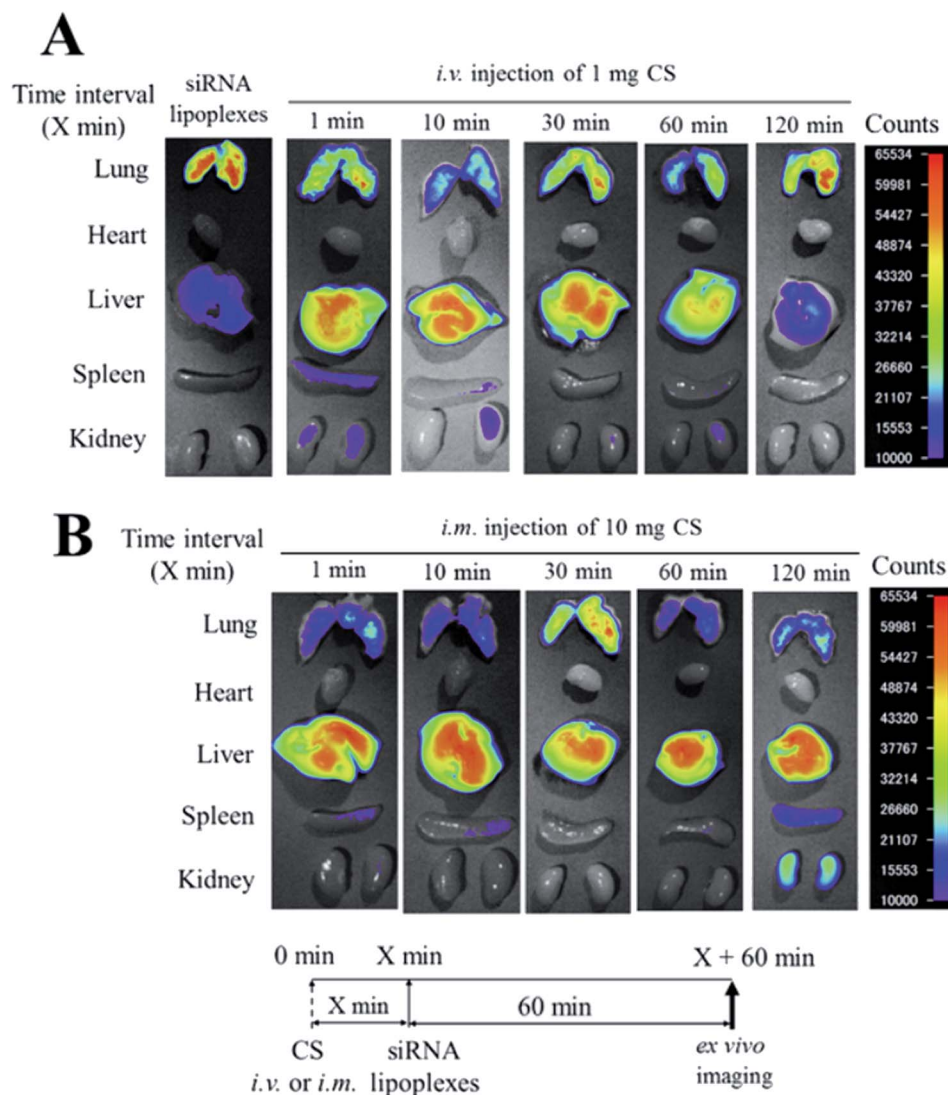 A
Time interval
(X min)
siRNA
lipoplexes
i.v. injection of 1 mg CS
1 min
10 min
30 min
60 min
120 min
Counts
Lung
Heart
Liver
Spleen
Kidney
65534
59981
54427
48874
43320
37767
32214
26660
21107
15553
10000
B
Time interval
(X min)
i.m. injection of 10 mg CS
1 min
10 min
30 min
60 min
120 min
Counts
Lung
Heart
Liver
Spleen
Kidney
65534
59981
54427
48874
43320
37767
32214
26660
21107
15553
10000
0 min
X min
X + 60 min
X min
60 min
CS
i.v. or i.m.
siRNA
lipoplexes
ex vivo
imaging